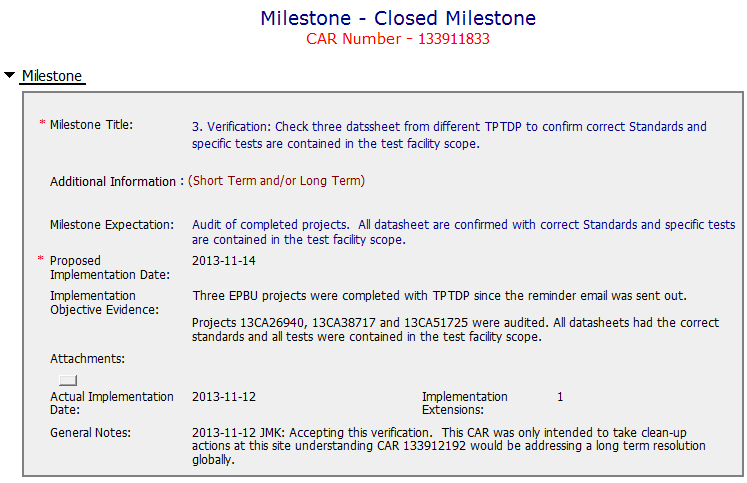 Milestone - Closed Milestone
CAR Number - 133911833
Milestone
* Milestone Title: 3. Verification: Check three datssheet from different TPTDP to confirm correct Standards and
specific tests are contained in the test facility scope.
Additional Information : (Short Term and/or Long Term)
Milestone Expectation: Audit of completed projects. All datasheet are confirmed with correct Standards and specific tests
are contained in the test facility scope.
* Proposed 2013-11-14
Implementation Date:
Implementation Three EPBU projects were completed with TPTDP since the reminder email was sent out.
Objective Evidence:
Projects 13CA26940, 13CA38717 and 13CA51725 were audited. All datasheets had the correct
standards and all tests were contained in the test facility scope.
Attachments:
Actual Implementation 2013-11-12 Implementation 1
Date: Extensions:
General Notes: 2013-11-12 JMK: Accepting this verification. This CAR was only intended to take clean-up
actions at this site understanding CAR 133912192 would be addressing a long term resolution
globally.